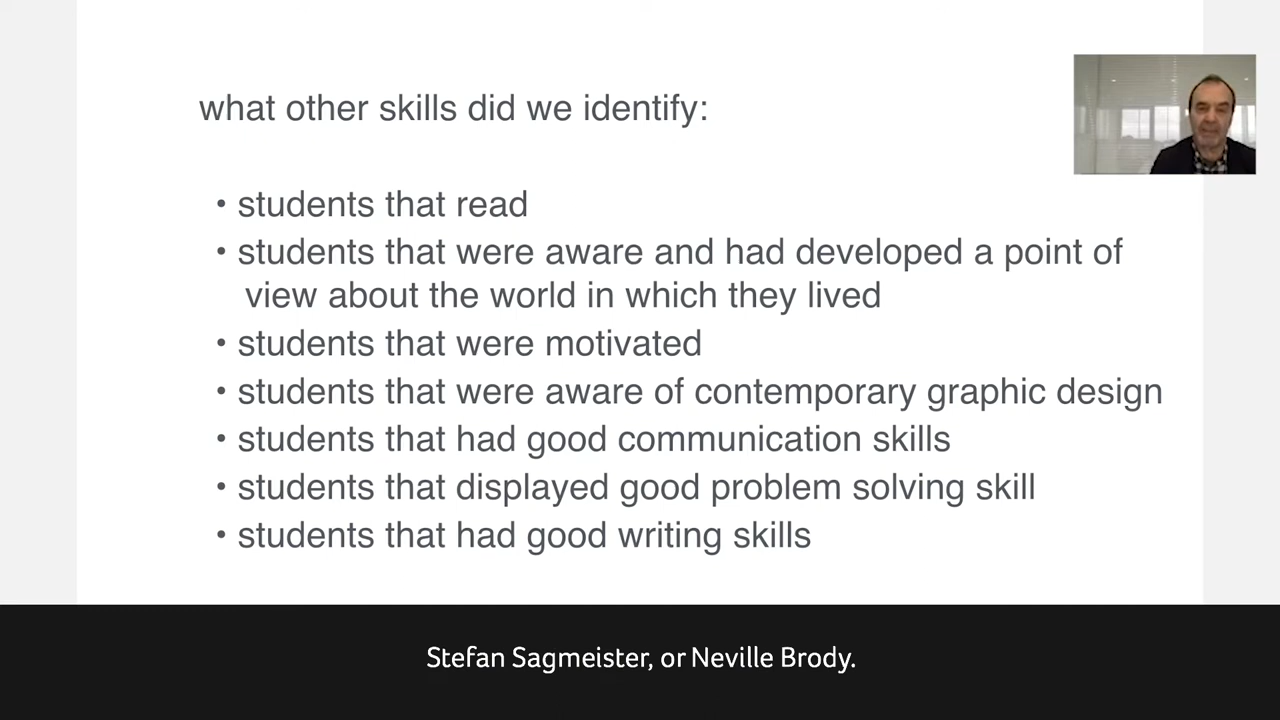 what other skills did we identify:
• students that read
• students that were aware and had developed a point of
view about the world in which they lived
• students that were motivated
• students that were aware of contemporary graphic design
• students that had good communication skills
• students that displayed good problem solving skill
• students that had good writing skills
Stefan Sagmeister, or Neville Brody.